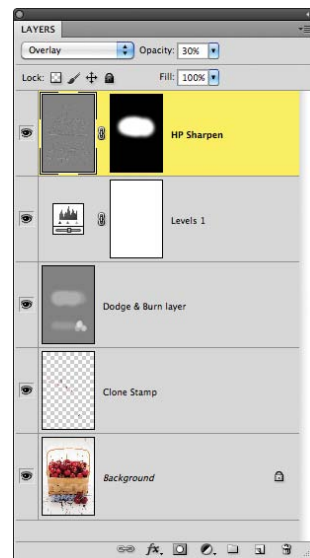 LAYERS
Overlay Opacity: 30%
Lock: Fill: 100%
HP Sharpen
Levels 1
Dodge & Burn layer
Clone Stamp
Background
fx.